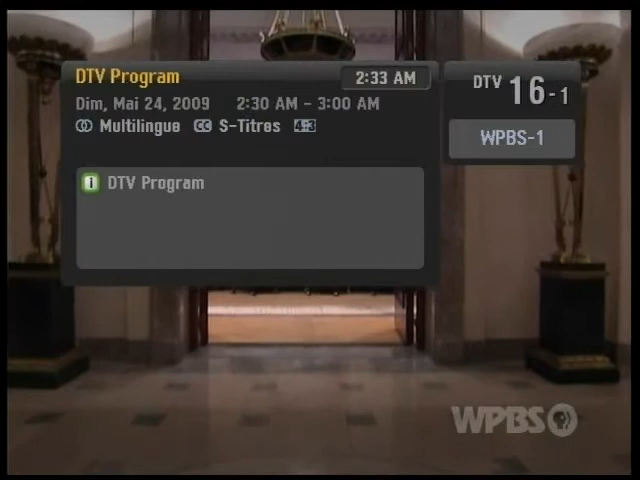 DTV Program
2:33 AM
DTV 16-1
Dim, Mai 24, 2009 2:30 AM - 3:00 AM
WPBS-1
Multilingue CC S-Titres 4:3
i DTV Program
WPBS